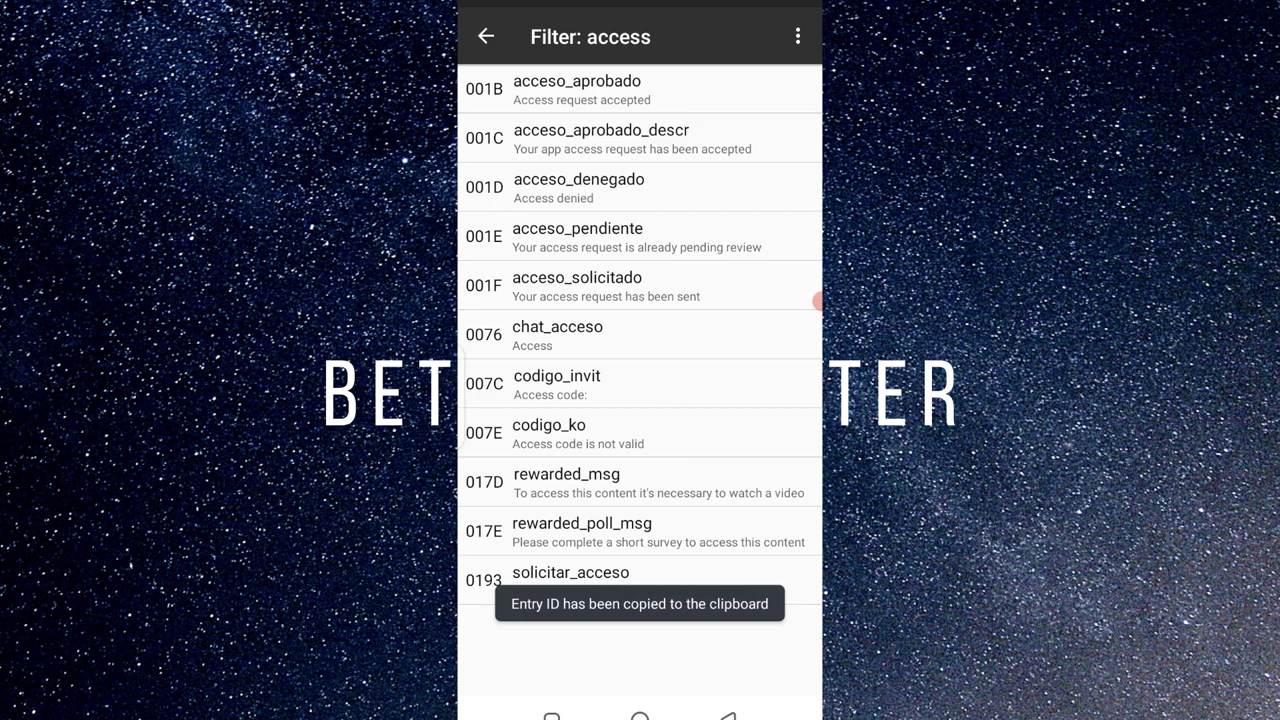 Filter: access
001B acceso_aprobado
Access request accepted
001C acceso_aprobado_descr
Your app access request has been accepted
001D acceso_denegado
Access denied
001E acceso_pendiente
Your access request is already pending review
001F acceso_solicitado
Your access request has been sent
0076 chat_acceso
Access
007C codigo_invit
Access code:
007E codigo_ko
Access code is not valid
017D rewarded_msg
To access this content it's necessary to watch a video
017E rewarded_poll_msg
Please complete a short survey to access this content
0193 solicitar_acceso
Entry ID has been copied to the clipboard
BET TER